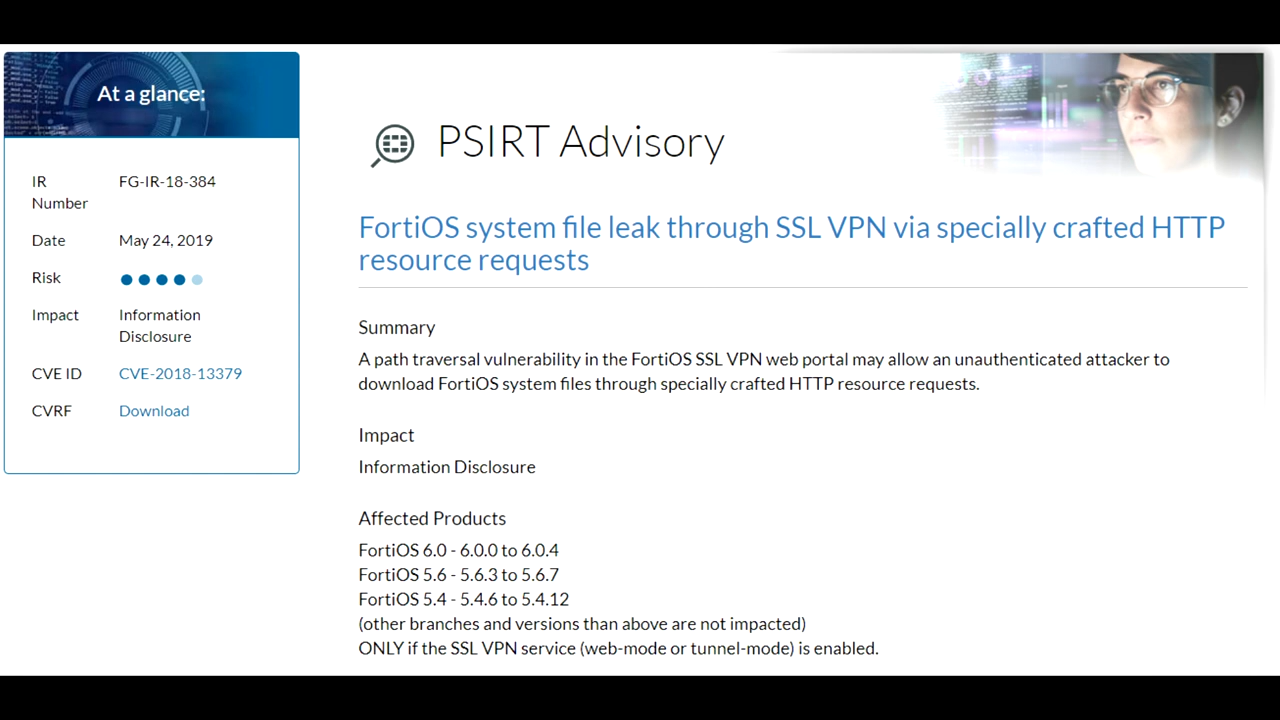 At a glance:
IR Number
FG-IR-18-384
Date
May 24, 2019
Risk
Impact
Information Disclosure
CVE ID
CVE-2018-13379
CVRF
Download
PSIRT Advisory
FortiOS system file leak through SSL VPN via specially crafted HTTP
resource requests
Summary
A path traversal vulnerability in the FortiOS SSL VPN web portal may allow an unauthenticated attacker to
download FortiOS system files through specially crafted HTTP resource requests.
Impact
Information Disclosure
Affected Products
FortiOS 6.0 - 6.0.0 to 6.0.4
FortiOS 5.6 - 5.6.3 to 5.6.7
FortiOS 5.4 - 5.4.6 to 5.4.12
(other branches and versions than above are not impacted)
ONLY if the SSL VPN service (web-mode or tunnel-mode) is enabled.